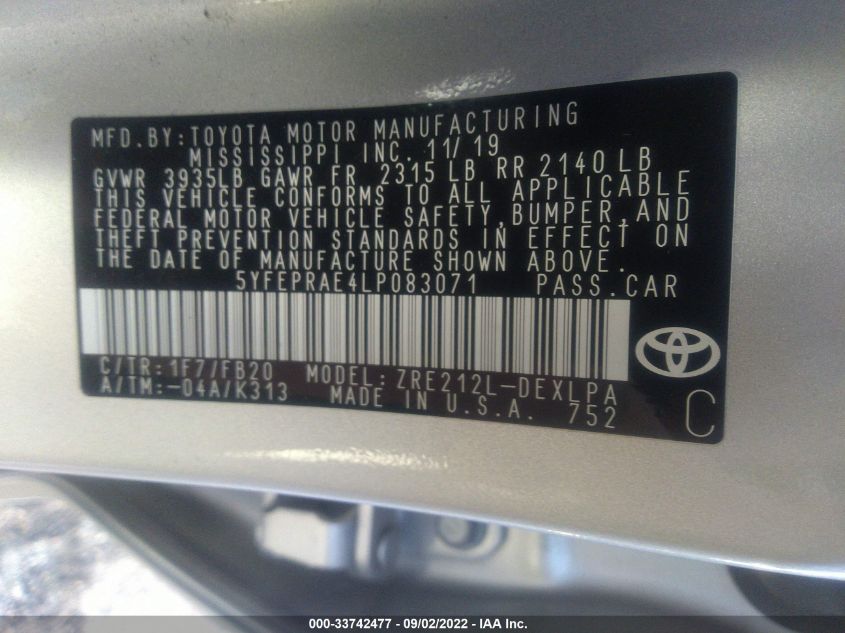 MFD.BY:TOYOTA MOTOR MANUFACTURING
MISSISSIPPI INC. 11/19
GVWR 3935LB GAWR FR 2315 LB RR 2140 LB
THIS VEHICLE CONFORMS TO ALL APPLICABLE
FEDERAL MOTOR VEHICLE SAFETY,BUMPER,AND
THEFT PREVENTION STANDARDS IN EFFECT ON
THE DATE OF MANUFACTURE SHOWN ABOVE.
5YFEPRAE4LP083071 PASS.CAR
C/TR:1F7/FB20 MODEL:ZRE212L-DEXLPA
A/TM:-04A/K313 MADE IN U.S.A. 752
C
000-33742477 - 09/02/2022 - IAA Inc.